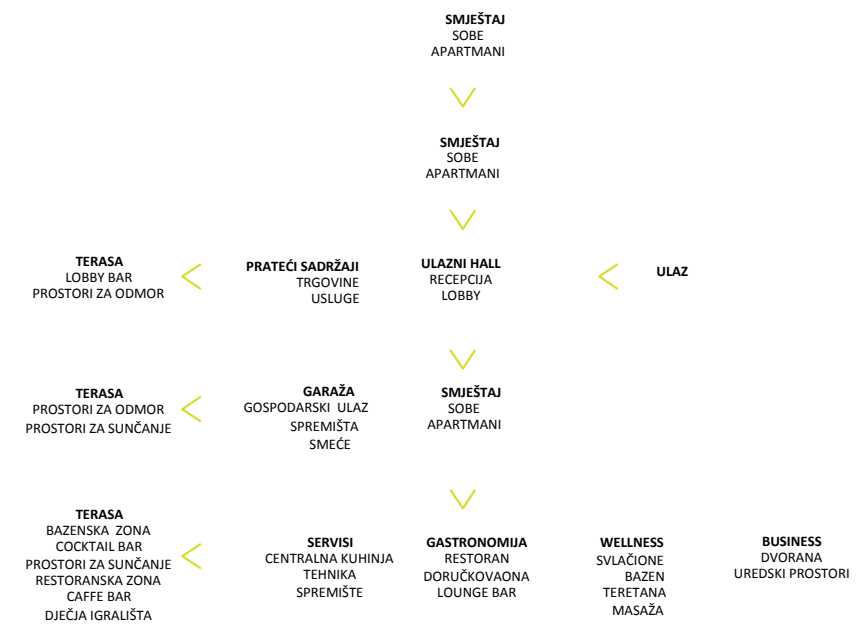 SMJEŠTAJ
SOBE
APARTMANI
SMJEŠTAJ
SOBE
APARTMANI
TERASA
LOBBY BAR
PROSTORI ZA ODMOR
PRATEĆI SADRŽAJI
TRGOVINE
USLUGE
ULAZNI HALL
RECEPCIJA
LOBBY
ULAZ
TERASA
PROSTORI ZA ODMOR
PROSTORI ZA SUNČANJE
GARAŽA
GOSPODARSKI ULAZ
SPREMIŠTA
SMEĆE
SMJEŠTAJ
SOBE
APARTMANI
TERASA
BAZENSKA ZONA
COCKTAIL BAR
PROSTORI ZA SUNČANJE
RESTORANSKA ZONA
CAFFE BAR
DJEČJA IGRALIŠTA
SERVISI
CENTRALNA KUHINJA
TEHNIKA
SPREMIŠTE
GASTRONOMIJA
RESTORAN
DORUČKOVAONA
LOUNGE BAR
WELLNESS
SVLAČIONE
BAZEN
TERETANA
MASAŽA
BUSINESS
DVORANA
UREDSKI PROSTORI